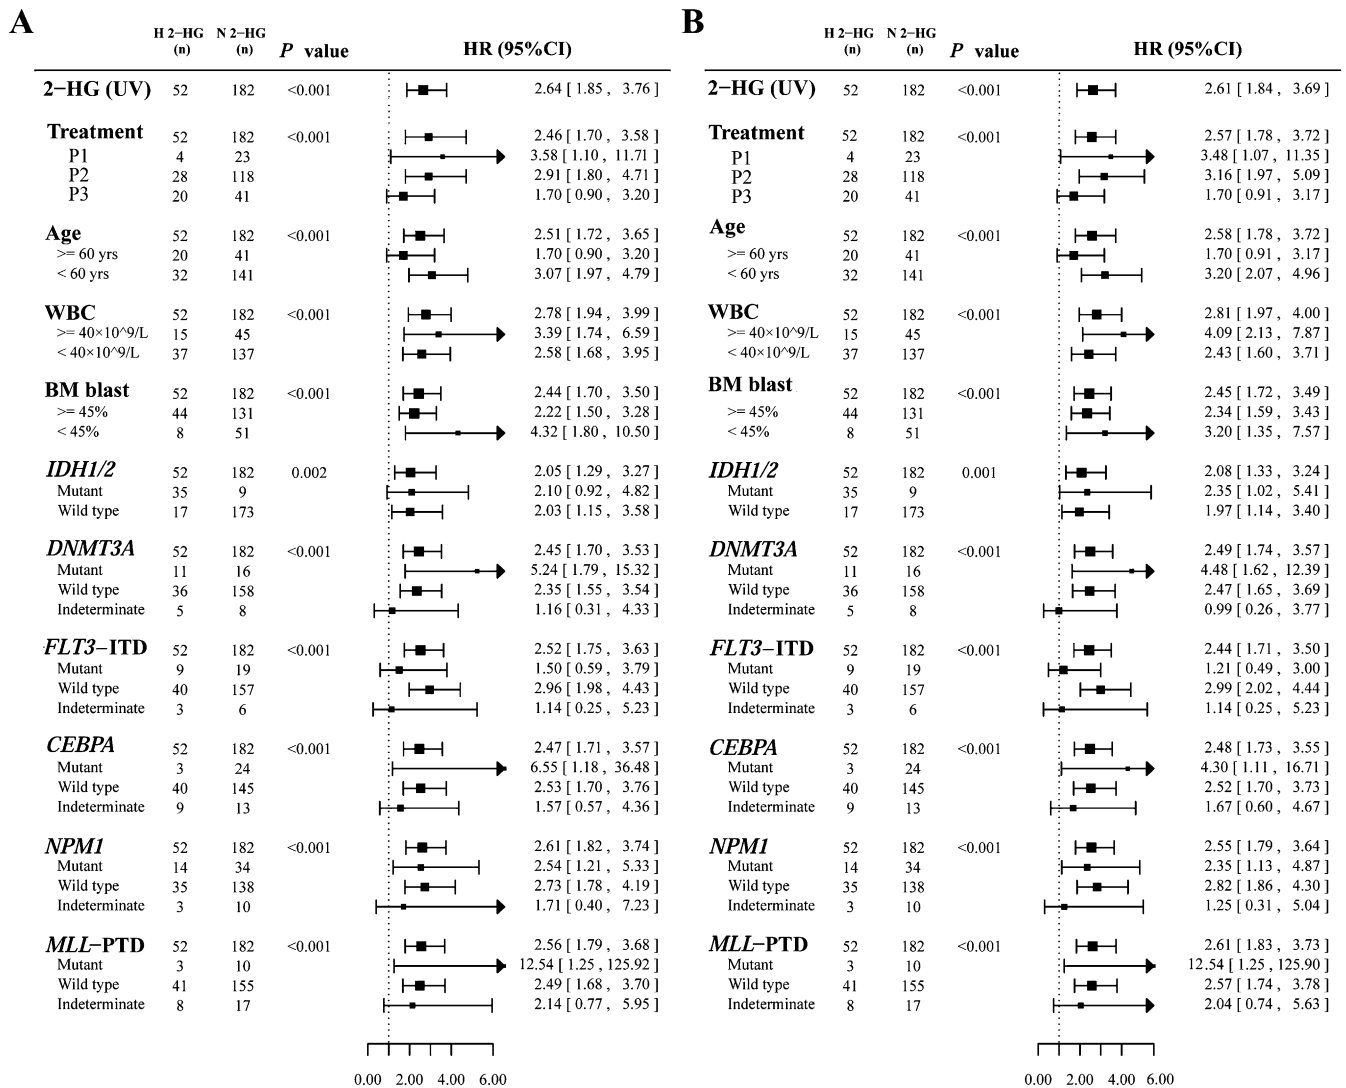 A
H 2−HG N 2−HG
(n) (n) P value HR (95%CI)
2−HG (UV) 52 182 <0.001 2.64 [ 1.85 , 3.76 ]
Treatment 52 182 <0.001 2.46 [ 1.70 , 3.58 ]
P1 4 23 3.58 [ 1.10 , 11.71 ]
P2 28 118 2.91 [ 1.80 , 4.71 ]
P3 20 41 1.70 [ 0.90 , 3.20 ]
Age 52 182 <0.001 2.51 [ 1.72 , 3.65 ]
>= 60 yrs 20 41 1.70 [ 0.90 , 3.20 ]
< 60 yrs 32 141 3.07 [ 1.97 , 4.79 ]
WBC 52 182 <0.001 2.78 [ 1.94 , 3.99 ]
>= 40×10^9/L 15 45 3.39 [ 1.74 , 6.59 ]
< 40×10^9/L 37 137 2.58 [ 1.68 , 3.95 ]
BM blast 52 182 <0.001 2.44 [ 1.70 , 3.50 ]
>= 45% 44 131 2.22 [ 1.50 , 3.28 ]
< 45% 8 51 4.32 [ 1.80 , 10.50 ]
IDH1/2 52 182 0.002 2.05 [ 1.29 , 3.27 ]
Mutant 35 9 2.10 [ 0.92 , 4.82 ]
Wild type 17 173 2.03 [ 1.15 , 3.58 ]
DNMT3A 52 182 <0.001 2.45 [ 1.70 , 3.53 ]
Mutant 11 16 5.24 [ 1.79 , 15.32 ]
Wild type 36 158 2.35 [ 1.55 , 3.54 ]
Indeterminate 5 8 1.16 [ 0.31 , 4.33 ]
FLT3−ITD 52 182 <0.001 2.52 [ 1.75 , 3.63 ]
Mutant 9 19 1.50 [ 0.59 , 3.79 ]
Wild type 40 157 2.96 [ 1.98 , 4.43 ]
Indeterminate 3 6 1.14 [ 0.25 , 5.23 ]
CEBPA 52 182 <0.001 2.47 [ 1.71 , 3.57 ]
Mutant 3 24 6.55 [ 1.18 , 36.48 ]
Wild type 40 145 2.53 [ 1.70 , 3.76 ]
Indeterminate 9 13 1.57 [ 0.57 , 4.36 ]
NPM1 52 182 <0.001 2.61 [ 1.82 , 3.74 ]
Mutant 14 34 2.54 [ 1.21 , 5.33 ]
Wild type 35 138 2.73 [ 1.78 , 4.19 ]
Indeterminate 3 10 1.71 [ 0.40 , 7.23 ]
MLL−PTD 52 182 <0.001 2.56 [ 1.79 , 3.68 ]
Mutant 3 10 12.54 [ 1.25 , 125.92 ]
Wild type 41 155 2.49 [ 1.68 , 3.70 ]
Indeterminate 8 17 2.14 [ 0.77 , 5.95 ]
0.00 2.00 4.00 6.00
B
H 2−HG N 2−HG
(n) (n) P value HR (95%CI)
2−HG (UV) 52 182 <0.001 2.61 [ 1.84 , 3.69 ]
Treatment 52 182 <0.001 2.57 [ 1.78 , 3.72 ]
P1 4 23 3.48 [ 1.07 , 11.35 ]
P2 28 118 3.16 [ 1.97 , 5.09 ]
P3 20 41 1.70 [ 0.91 , 3.17 ]
Age 52 182 <0.001 2.58 [ 1.78 , 3.72 ]
>= 60 yrs 20 41 1.70 [ 0.91 , 3.17 ]
< 60 yrs 32 141 3.20 [ 2.07 , 4.96 ]
WBC 52 182 <0.001 2.81 [ 1.97 , 4.00 ]
>= 40×10^9/L 15 45 4.09 [ 2.13 , 7.87 ]
< 40×10^9/L 37 137 2.43 [ 1.60 , 3.71 ]
BM blast 52 182 <0.001 2.45 [ 1.72 , 3.49 ]
>= 45% 44 131 2.34 [ 1.59 , 3.43 ]
< 45% 8 51 3.20 [ 1.35 , 7.57 ]
IDH1/2 52 182 0.001 2.08 [ 1.33 , 3.24 ]
Mutant 35 9 2.35 [ 1.02 , 5.41 ]
Wild type 17 173 1.97 [ 1.14 , 3.40 ]
DNMT3A 52 182 <0.001 2.49 [ 1.74 , 3.57 ]
Mutant 11 16 4.48 [ 1.62 , 12.39 ]
Wild type 36 158 2.47 [ 1.65 , 3.69 ]
Indeterminate 5 8 0.99 [ 0.26 , 3.77 ]
FLT3−ITD 52 182 <0.001 2.44 [ 1.71 , 3.50 ]
Mutant 9 19 1.21 [ 0.49 , 3.00 ]
Wild type 40 157 2.99 [ 2.02 , 4.44 ]
Indeterminate 3 6 1.14 [ 0.25 , 5.23 ]
CEBPA 52 182 <0.001 2.48 [ 1.73 , 3.55 ]
Mutant 3 24 4.30 [ 1.11 , 16.71 ]
Wild type 40 145 2.52 [ 1.70 , 3.73 ]
Indeterminate 9 13 1.67 [ 0.60 , 4.67 ]
NPM1 52 182 <0.001 2.55 [ 1.79 , 3.64 ]
Mutant 14 34 2.35 [ 1.13 , 4.87 ]
Wild type 35 138 2.82 [ 1.86 , 4.30 ]
Indeterminate 3 10 1.25 [ 0.31 , 5.04 ]
MLL−PTD 52 182 <0.001 2.61 [ 1.83 , 3.73 ]
Mutant 3 10 12.54 [ 1.25 , 125.90 ]
Wild type 41 155 2.57 [ 1.74 , 3.78 ]
Indeterminate 8 17 2.04 [ 0.74 , 5.63 ]
0.00 2.00 4.00 6.00